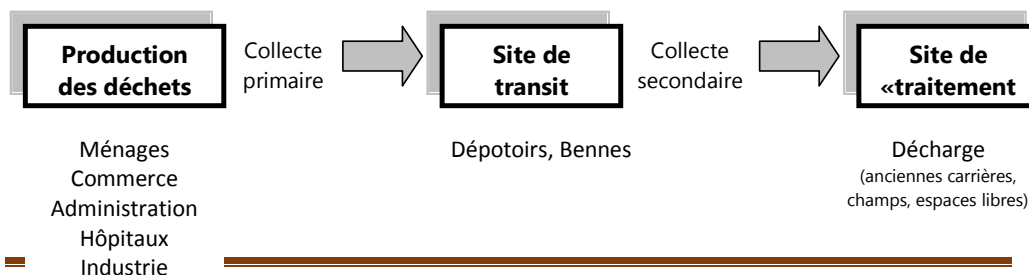 Production
des déchets
Collecte
primaire
Site de
transit
Collecte
secondaire
Site de
«traitement
Ménages
Commerce
Administration
Hôpitaux
Industrie
Dépotoirs, Bennes
Décharge
(anciennes carrières,
champs, espaces libres)